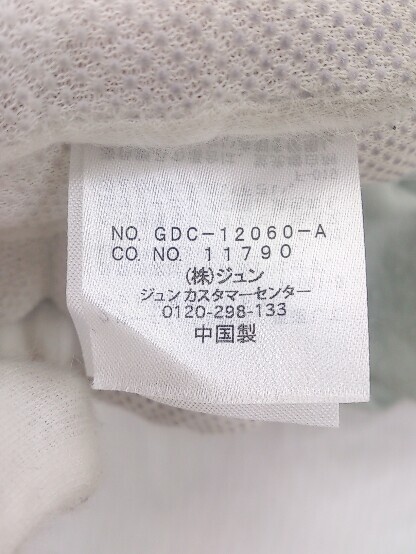 NO. GDC-12060-A
CO. NO. 11790
(株)ジュン
ジュン カスタマーセンター
0120-298-133
中国製